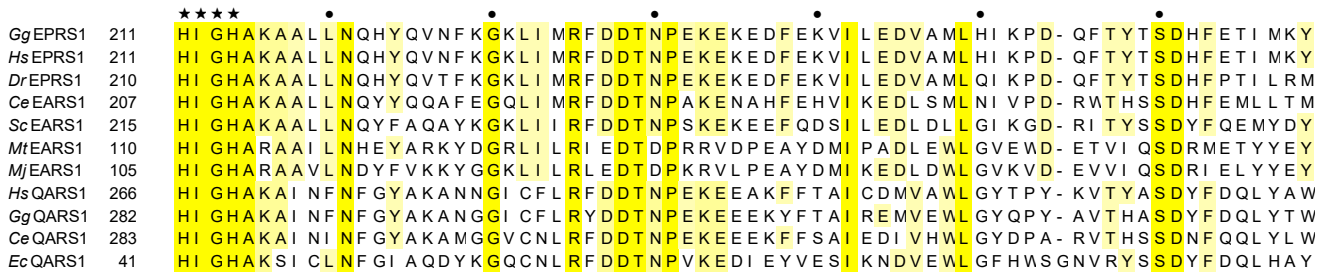 ★★★★ • • • • • •
GgEPRS1 211 HIGHAKAALLNQHYQVNFKGKLIMRFDDTNPEKEKEDFEKVILEDVAMLHIKPD-QFTYTSDHFETIMKY
HsEPRS1 211 HIGHAKAALLNQHYQVNFKGKLIMRFDDTNPEKEKEDFEKVILEDVAMLHIKPD-QFTYTSDHFETIMKY
DrEPRS1 210 HIGHAKAALLNQHYQVTFKGKLIMRFDDTNPEKEKEDFEKVILEDVAMLQIKPD-QFTYTSDHFPTILRM
CeEARS1 207 HIGHAKAALLNQYYQQAFEGQLIMRFDDTNPAKENAHFEHVIKEDLSMLNIVPD-RWTHSSDHFEMLLTM
ScEARS1 215 HIGHAKAALLNQYFAQAYKGKLIIRFDDTNPSKEKEEFQDSILEDLDLLGIKGD-RITYSSDYFQEMYDY
MtEARS1 110 HIGHARAAILNHEYARKYDGRLILRIEDTDPRRVDPEAYDMIPADLEWLGVEWD-ETVIQSDRMETYYEY
MjEARS1 105 HIGHARAAVLNDYFVKKYGGKLILRLEDTDPKRVLPEAYDMIKEDLDWLGVKVD-EVVIQSDRIELYYEY
HsQARS1 266 HIGHAKAINFNFGYAKANNGICFLRFDDTNPEKEEAKFFTAICDMVAWLGYTPY-KVTYASDYFDQLYAW
GgQARS1 282 HIGHAKAINFNFGYAKANGGICFLRYDDTNPEKEEEKYFTAIREMVEWLGYQPY-AVTHASDYFDQLYTW
CeQARS1 283 HIGHAKAININFGYAKAMGGVCNLRFDDTNPEKEEEKFFSAIEDIVHWLGYDPA-RVTHSSDNFQQLYLW
EcQARS1 41 HIGHAKSICLNFGIAQDYKGQCNLRFDDTNPVKEDIEYVESIKNDVEWLGFHWSGNVRYSSDYFDQLHAY